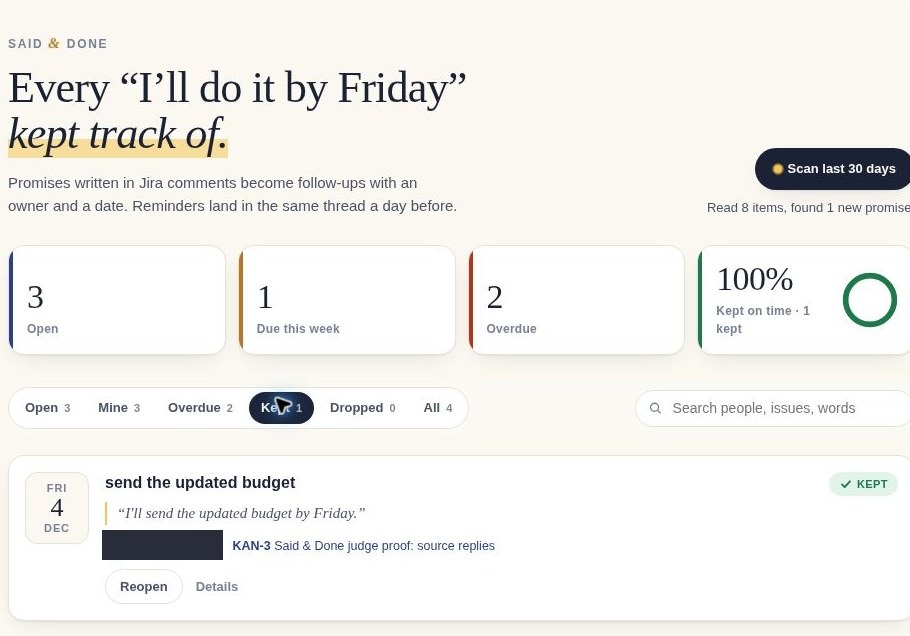 SAID & DONE
Every “I’ll do it by Friday”
kept track of.
Promises written in Jira comments become follow-ups with an
owner and a date. Reminders land in the same thread a day before.
Scan last 30 days
Read 8 items, found 1 new promise
3
Open
1
Due this week
2
Overdue
100%
Kept on time · 1
kept
Open 3 Mine 3 Overdue 2 Kept 1 Dropped 0 All 4
Search people, issues, words
FRI
4
DEC
send the updated budget
KEPT
“I'll send the updated budget by Friday.”
KAN-3 Said & Done judge proof: source replies
Reopen Details